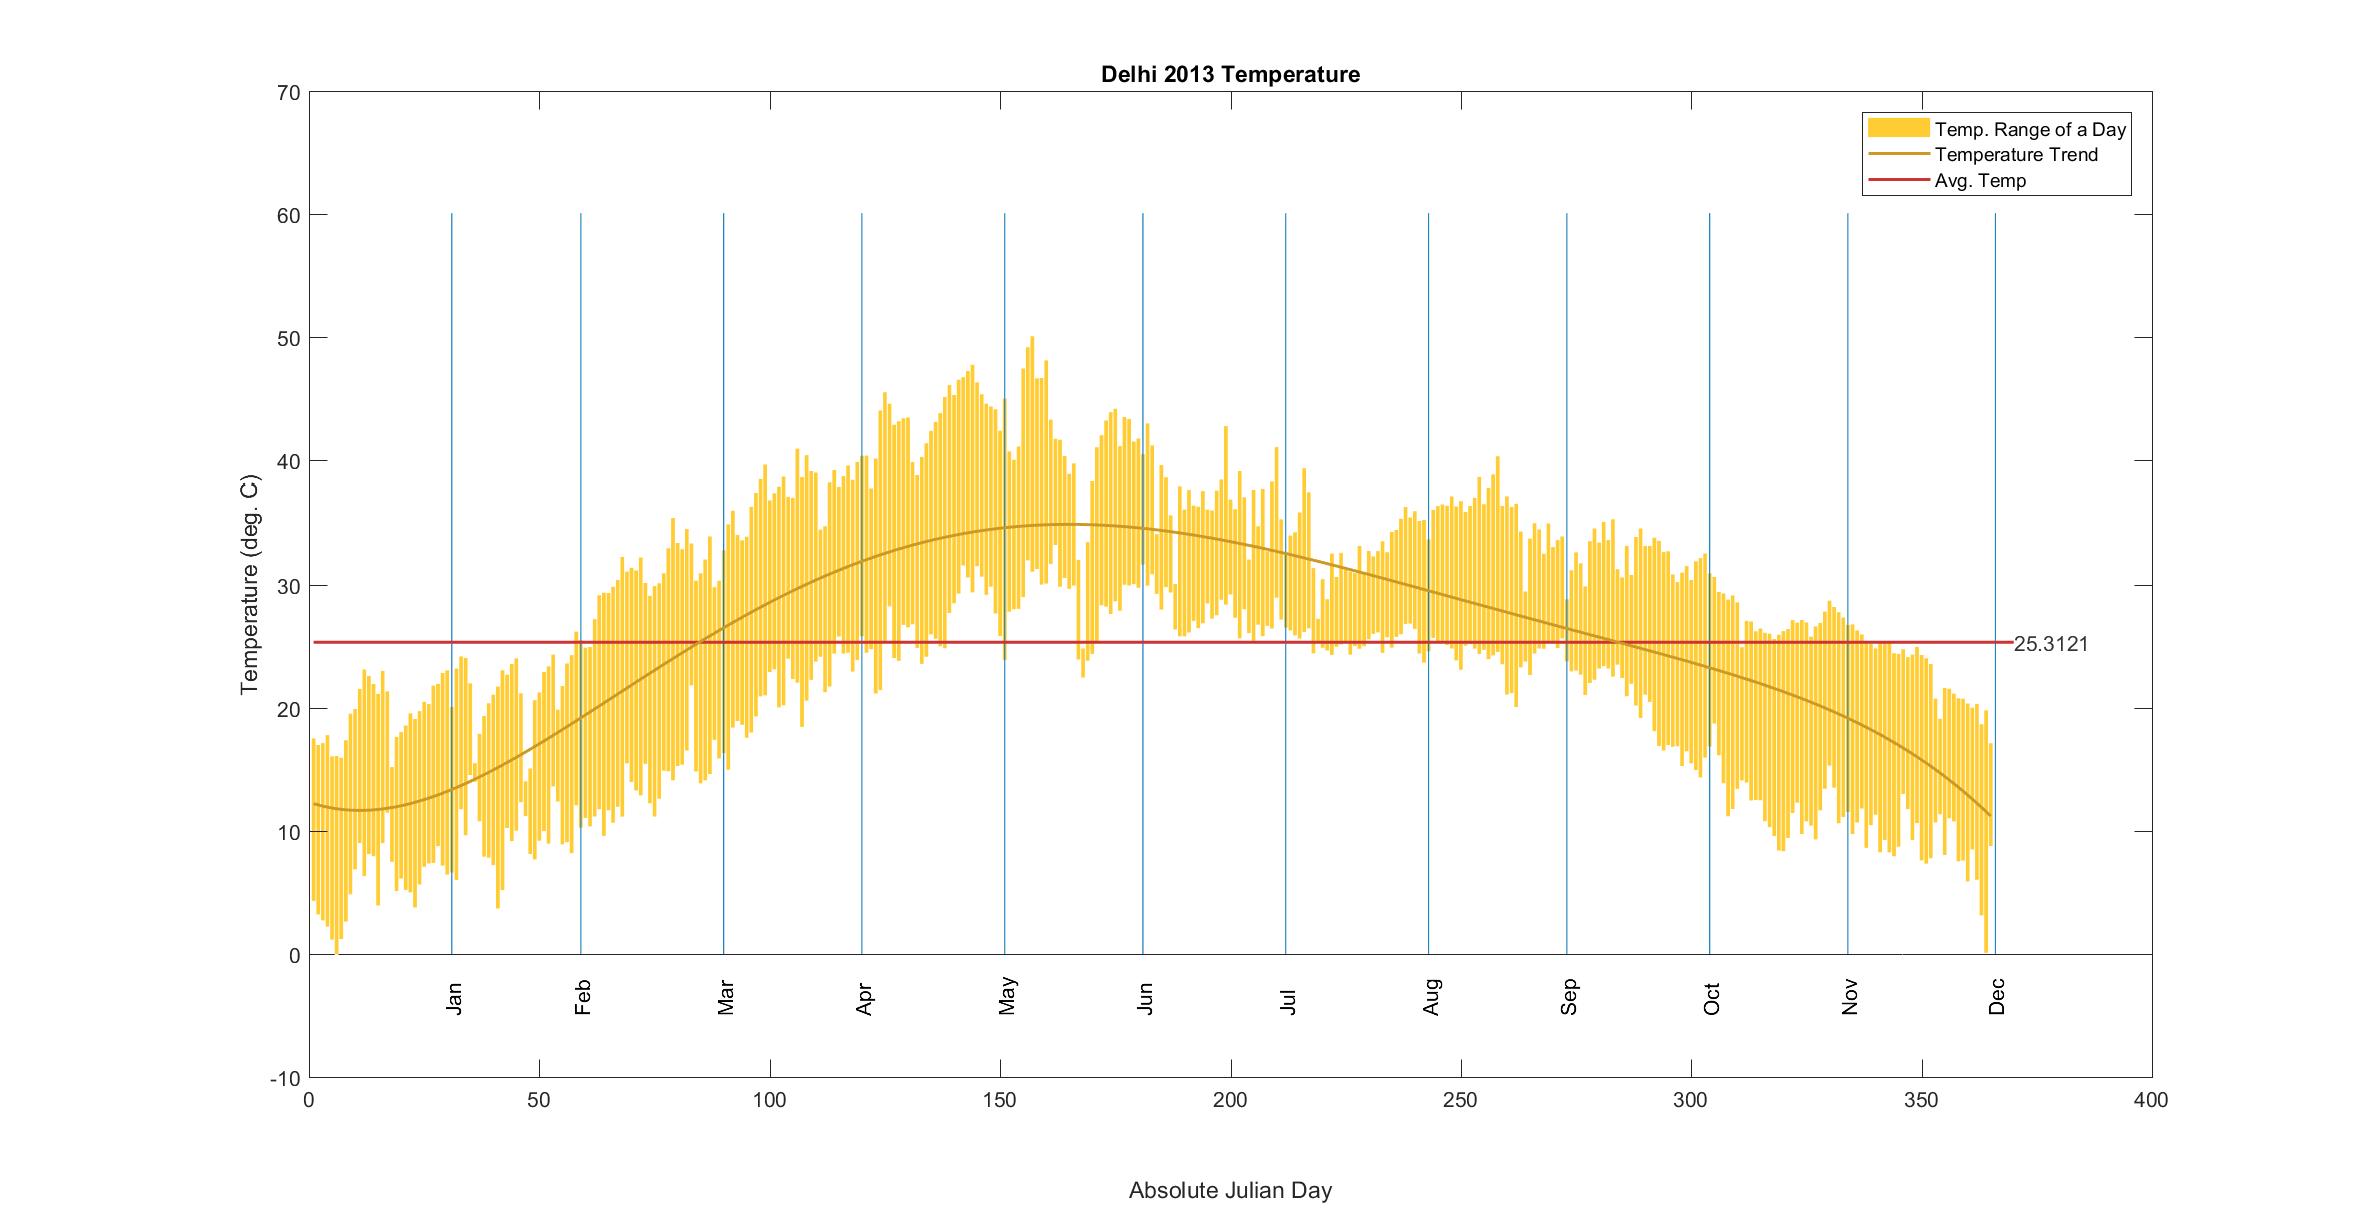 Delhi 2013 Temperature
Temp. Range of a Day
Temperature Trend
Avg. Temp
Temperature (deg. C)
70
60
50
40
30
20
10
0
-10
25.3121
Jan
Feb
Mar
Apr
May
Jun
Jul
Aug
Sep
Oct
Nov
Dec
0 50 100 150 200 250 300 350 400
Absolute Julian Day